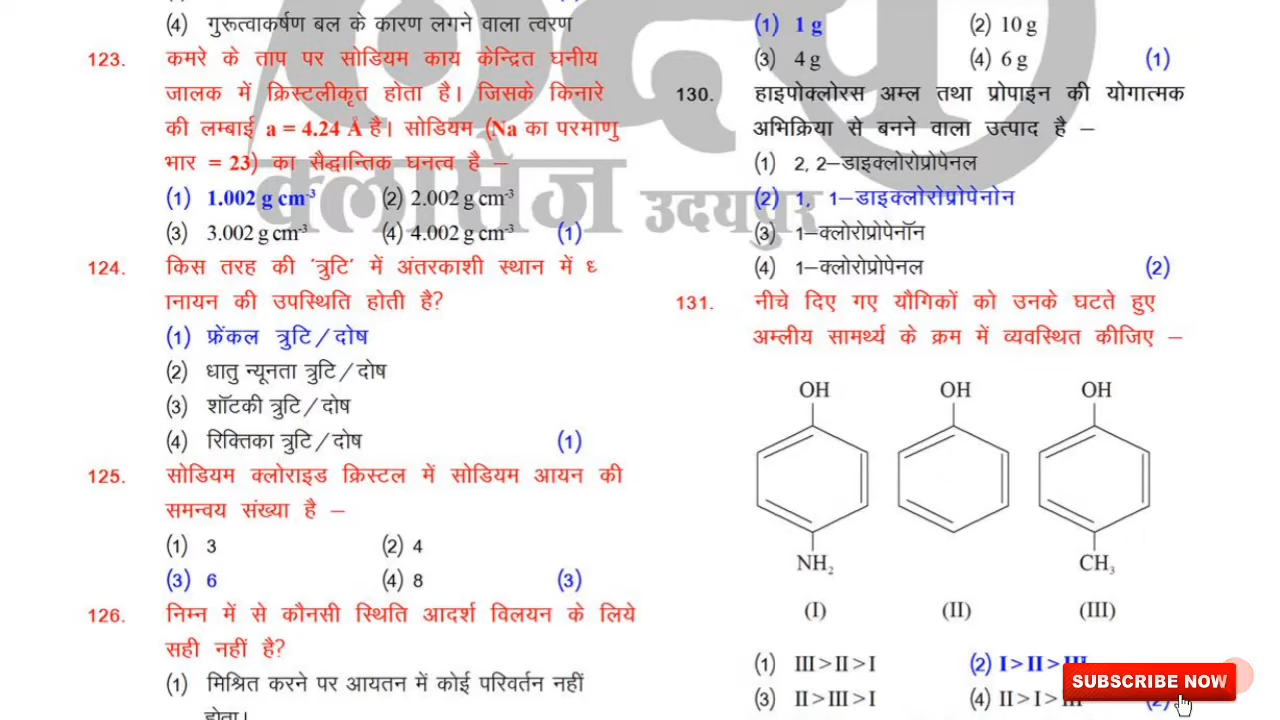 (4) गुरूत्वाकर्षण बल के कारण लगने वाला त्वरण
123. कमरे के ताप पर सोडियम काय केन्द्रित घनीय
जालक में क्रिस्टलीकृत होता है। जिसके किनारे
की लम्बाई a = 4.24 Å है। सोडियम (Na का परमाणु
भार = 23) का सैद्धान्तिक घनत्व है –
(1) 1.002 g cm-3 (2) 2.002 g cm-3
(3) 3.002 g cm-3 (4) 4.002 g cm-3 (1)
124. किस तरह की 'त्रुटि' में अंतरकाशी स्थान में ध
ानायन की उपस्थिति होती है?
(1) फ्रेंकल त्रुटि/दोष
(2) धातु न्यूनता त्रुटि/दोष
(3) शॉटकी त्रुटि/दोष
(4) रिक्तिका त्रुटि/दोष (1)
125. सोडियम क्लोराइड क्रिस्टल में सोडियम आयन की
समन्वय संख्या है –
(1) 3 (2) 4
(3) 6 (4) 8 (3)
126. निम्न में से कौनसी स्थिति आदर्श विलयन के लिये
सही नहीं है?
(1) मिश्रित करने पर आयतन में कोई परिवर्तन नहीं
होता।
(1) 1 g (2) 10 g
(3) 4 g (4) 6 g (1)
130. हाइपोक्लोरस अम्ल तथा प्रोपाइन की योगात्मक
अभिक्रिया से बनने वाला उत्पाद है –
(1) 2, 2–डाइक्लोरोप्रोपेनल
(2) 1, 1–डाइक्लोरोप्रोपेनोन
(3) 1–क्लोरोप्रोपेनॉन
(4) 1–क्लोरोप्रोपेनल (2)
131. नीचे दिए गए यौगिकों को उनके घटते हुए
अम्लीय सामर्थ्य के क्रम में व्यवस्थित कीजिए –
OH OH OH
NH2 CH3
(I) (II) (III)
(1) III > II > I (2) I > II > III
(3) II > III > I (4) II > I >
क्लासेज उदयपुर
SUBSCRIBE NOW